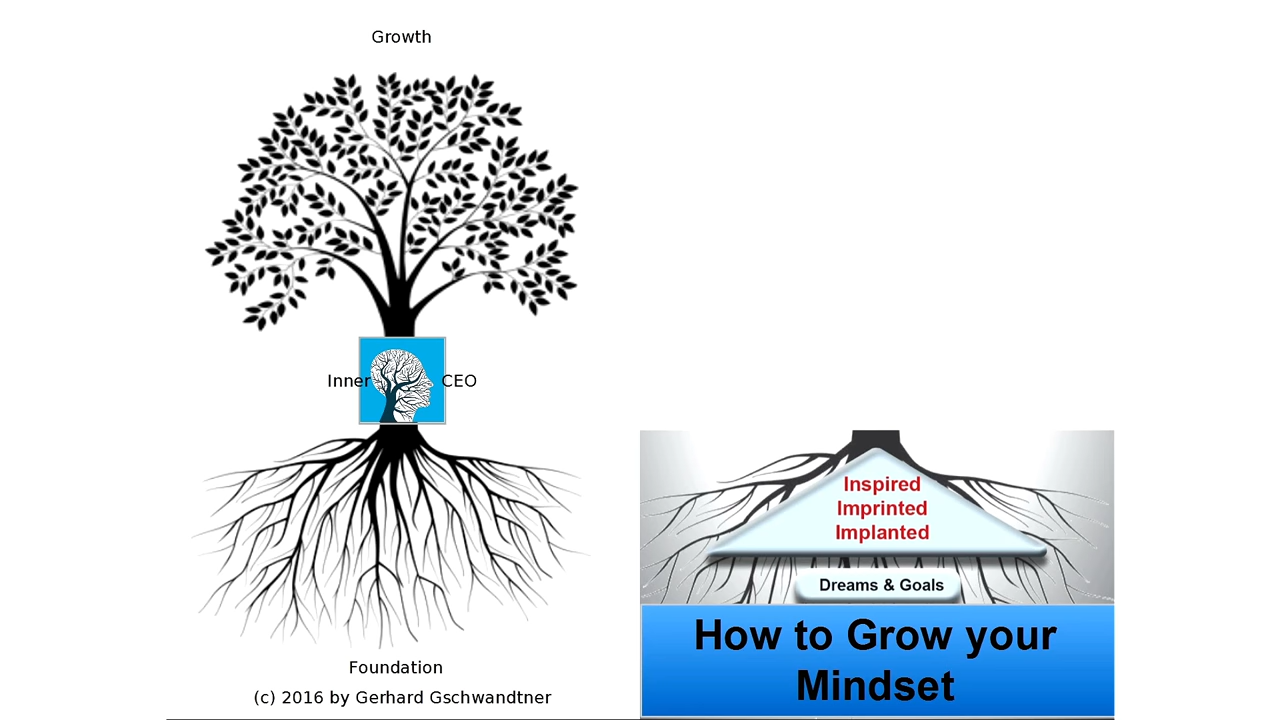 Growth
Inner CEO
Foundation
(c) 2016 by Gerhard Gschwandtner
Inspired
Imprinted
Implanted
Dreams & Goals
How to Grow your
Mindset